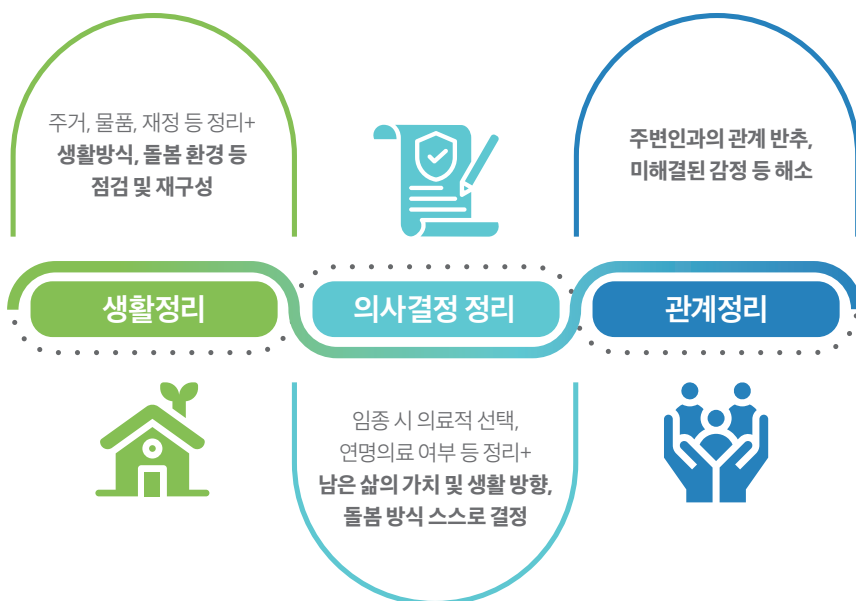 주거, 물품, 재정 등 정리+
생활방식, 돌봄 환경 등
점검 및 재구성
생활정리
의사결정 정리
임종 시 의료적 선택,
연명의료 여부 등 정리+
남은 삶의 가치 및 생활 방향,
돌봄 방식 스스로 결정
주변인과의 관계 반추,
미해결된 감정 등 해소
관계정리